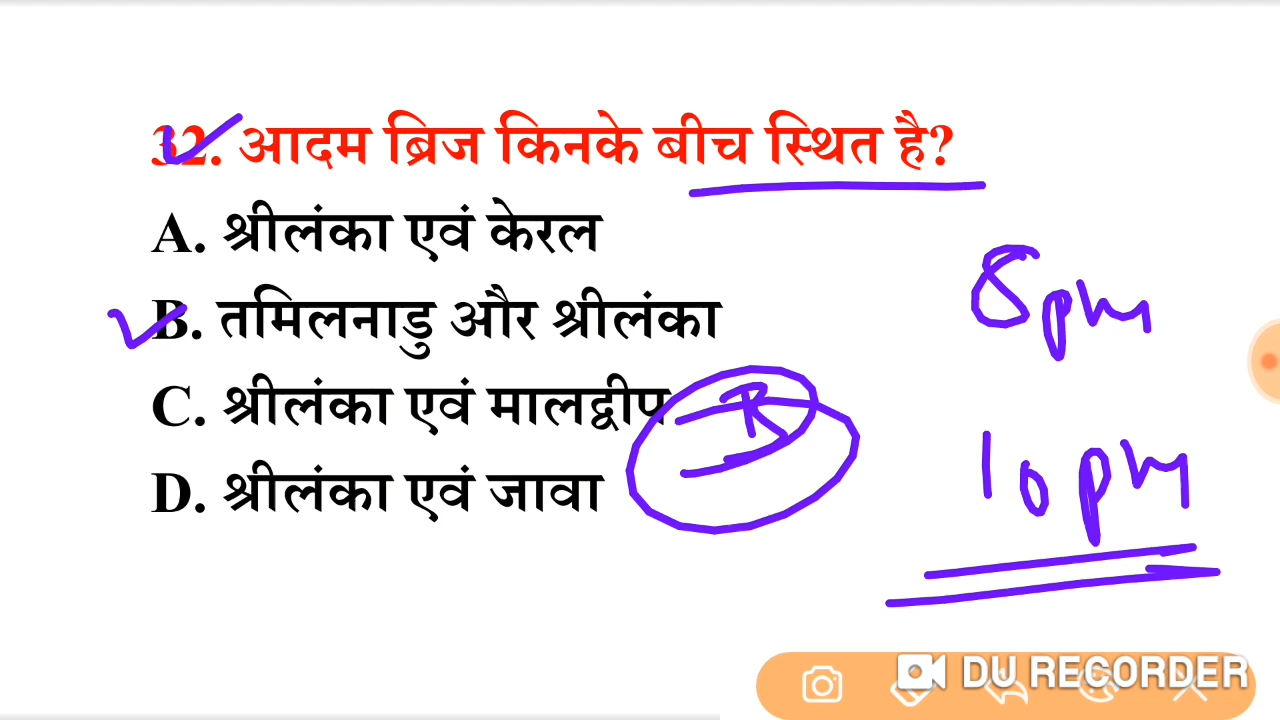 32. आदम ब्रिज किनके बीच स्थित है?
A. श्रीलंका एवं केरल
B. तमिलनाडु और श्रीलंका
C. श्रीलंका एवं मालद्वीप
D. श्रीलंका एवं जावा
B
8pm
10pm
DU RECORDER